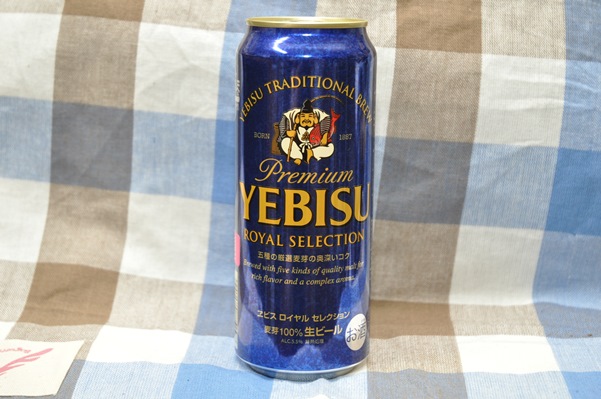 YEBISU TRADITIONAL BREW
BORN 1887
Premium
YEBISU
ROYAL SELECTION
五種の厳選麦芽の奥深いコク
Brewed with five kinds of quality malt for
rich flavor and a complex aroma.
ヱビス ロイヤル セレクション
麦芽100% 生ビール
お酒